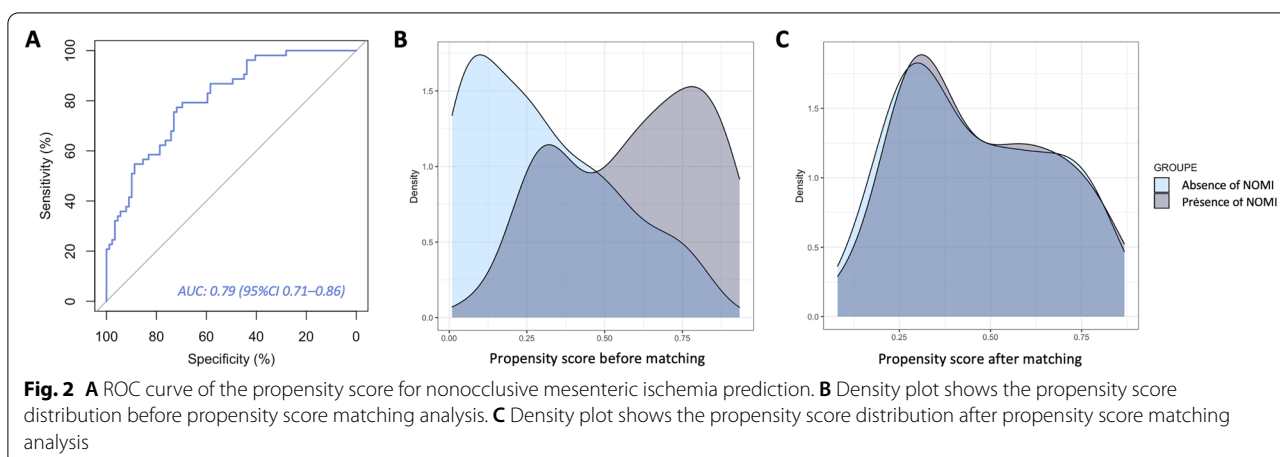 A
Sensitivity (%)
100
80
60
40
20
0
AUC: 0.79 (95%CI 0.71–0.86)
100 80 60 40 20 0
Specificity (%)
B
Density
1.5
1.0
0.5
0.0
0.00 0.25 0.50 0.75
Propensity score before matching
C
Density
1.5
1.0
0.5
0.0
0.25 0.50 0.75
Propensity score after matching
GROUPE
Absence of NOMI
Présence of NOMI
Fig. 2 A ROC curve of the propensity score for nonocclusive mesenteric ischemia prediction. B Density plot shows the propensity score
distribution before propensity score matching analysis. C Density plot shows the propensity score distribution after propensity score matching
analysis